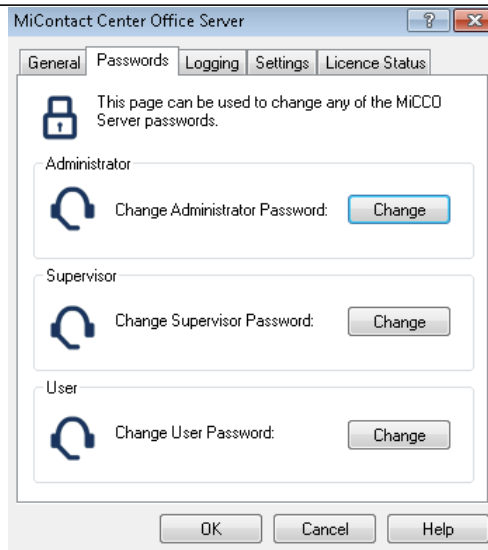 MiContact Center Office Server
General Passwords Logging Settings Licence Status
This page can be used to change any of the MiCCO
Server passwords.
Administrator
Change Administrator Password: Change
Supervisor
Change Supervisor Password: Change
User
Change User Password: Change
OK Cancel Help